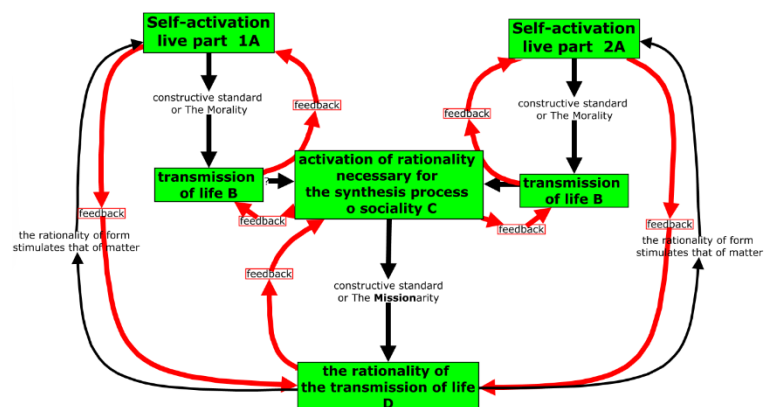 Self-activation
live part 1A
Self-activation
live part 2A
constructive standard
or The Morality
feedback
feedback
constructive standard
or The Morality
transmission
of life B
?
activation of rationality
necessary for
the synthesis process
o sociality C
transmission
of life B
feedback
feedback
feedback
feedback
the rationality of form
stimulates that of matter
the rationality of form
stimulates that of matter
feedback
constructive standard
or The Missionarity
the rationality of
the transmission of life
D